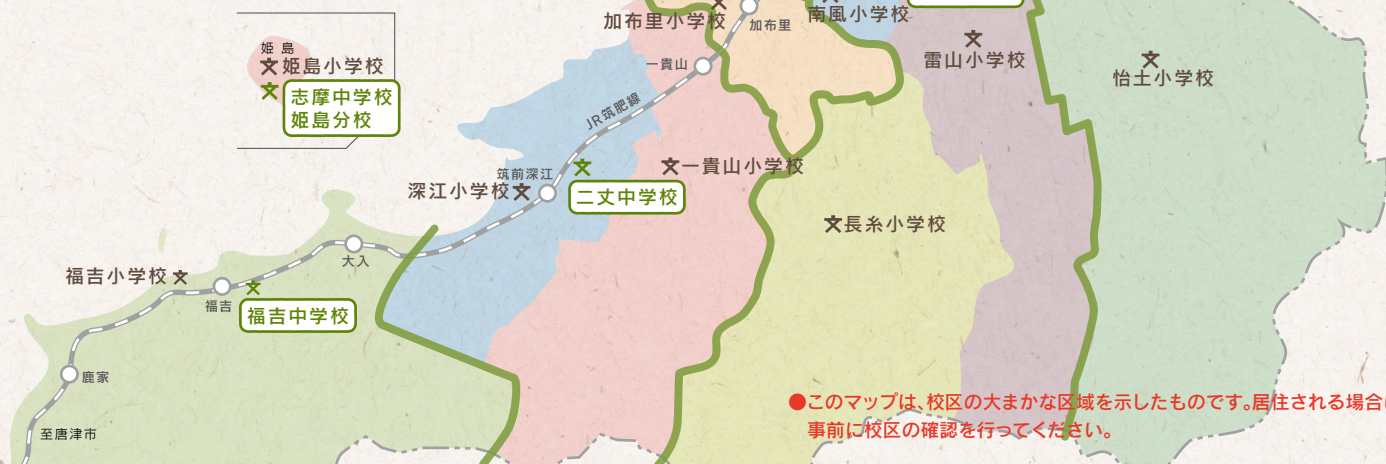 加布里小学校
加布里
南風小学校
姫島
姫島小学校
志摩中学校
姫島分校
一貴山
雷山小学校
怡土小学校
JR筑肥線
筑前深江
深江小学校
一貴山小学校
二丈中学校
長糸小学校
大入
福吉小学校
福吉
福吉中学校
鹿家
至唐津市
●このマップは、校区の大まかな区域を示したものです。居住される場合
事前に校区の確認を行ってください。